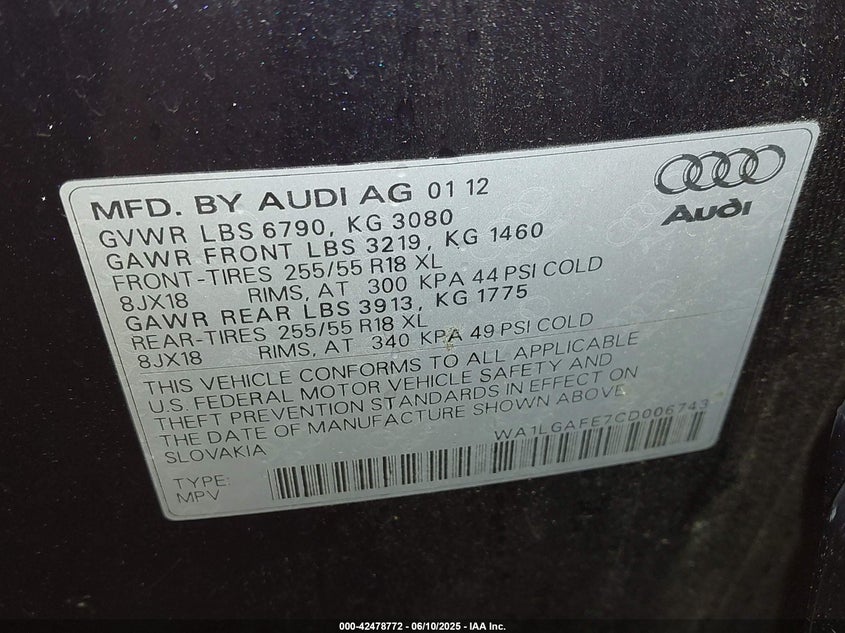 MFD. BY AUDI AG 01 12
Audi
GVWR LBS 6790, KG 3080
GAWR FRONT LBS 3219, KG 1460
FRONT-TIRES 255/55 R18 XL
8JX18 RIMS, AT 300 KPA 44 PSI COLD
GAWR REAR LBS 3913, KG 1775
REAR-TIRES 255/55 R18 XL
8JX18 RIMS, AT 340 KPA 49 PSI COLD
THIS VEHICLE CONFORMS TO ALL APPLICABLE
U.S. FEDERAL MOTOR VEHICLE SAFETY AND
THEFT PREVENTION STANDARDS IN EFFECT ON
THE DATE OF MANUFACTURE SHOWN ABOVE
SLOVAKIA WA1LGAFE7CD006743
TYPE:
MPV
000-42478772 - 06/10/2025 - IAA Inc.